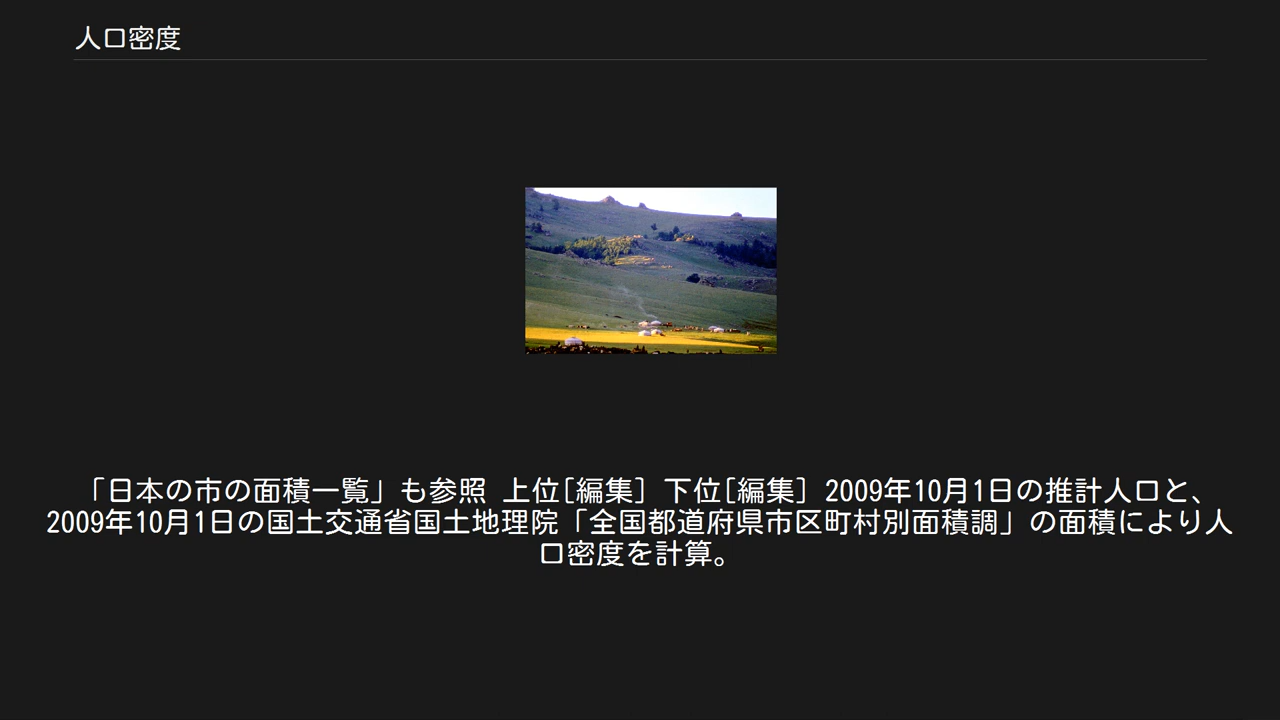 人口密度
「日本の市の面積一覧」も参照 上位[編集] 下位[編集] 2009年10月1日の推計人口と、
2009年10月1日の国土交通省国土地理院「全国都道府県市区町村別面積調」の面積により人
口密度を計算。